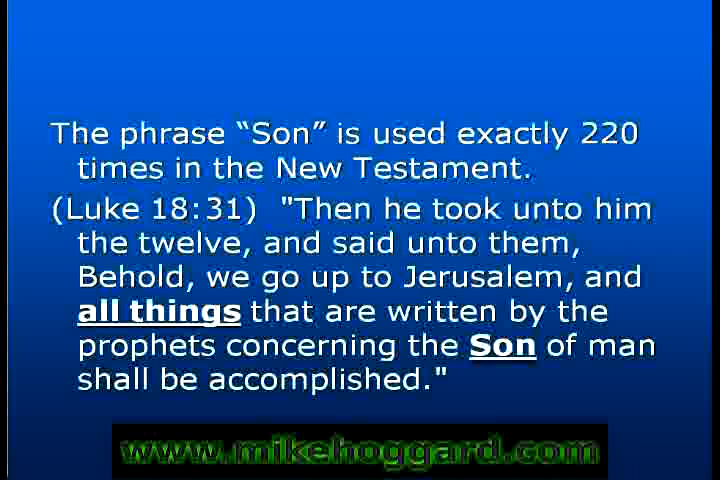 The phrase “Son” is used exactly 220
times in the New Testament.
(Luke 18:31)  "Then he took unto him
the twelve, and said unto them,
Behold, we go up to Jerusalem, and
all things that are written by the
prophets concerning the Son of man
shall be accomplished."
www.mikehoggard.com